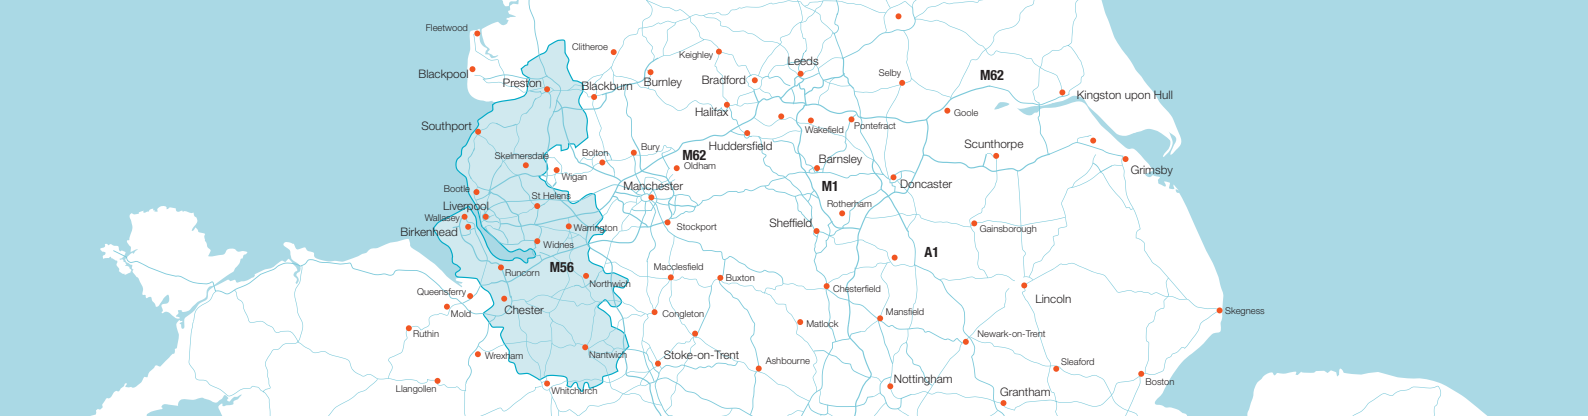 Fleetwood
Clitheroe
Keighley
Leeds
Blackpool
Preston
Blackburn
Burnley
Bradford
Selby
M62
Kingston upon Hull
Halifax
Goole
Southport
Wakefield
Pontefract
Huddersfield
Scunthorpe
Skelmersdale
Bolton
Bury
M62
Oldham
Barnsley
Grimsby
Wigan
Manchester
M1
Doncaster
Bootle
St Helens
Liverpool
Rotherham
Wallasey
Birkenhead
Warrington
Stockport
Sheffield
Gainsborough
Widnes
A1
M56
Runcorn
Macclesfield
Buxton
Northwich
Queensferry
Chesterfield
Lincoln
Mold
Chester
Congleton
Mansfield
Skegness
Ruthin
Matlock
Newark-on-Trent
Wrexham
Nantwich
Stoke-on-Trent
Ashbourne
Sleaford
Nottingham
Boston
Llangollen
Whitchurch
Grantham